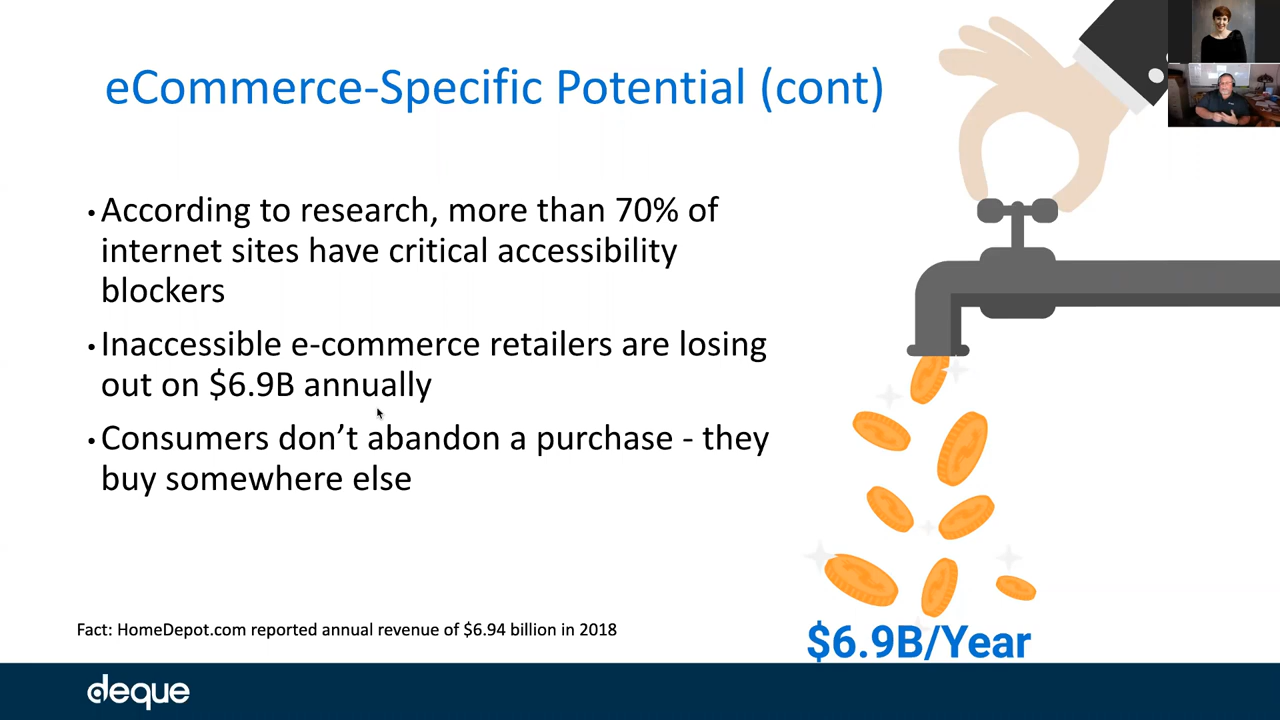 eCommerce-Specific Potential (cont)
• According to research, more than 70% of
internet sites have critical accessibility
blockers
• Inaccessible e-commerce retailers are losing
out on $6.9B annually
• Consumers don’t abandon a purchase - they
buy somewhere else
Fact: HomeDepot.com reported annual revenue of $6.94 billion in 2018
$6.9B/Year
deque